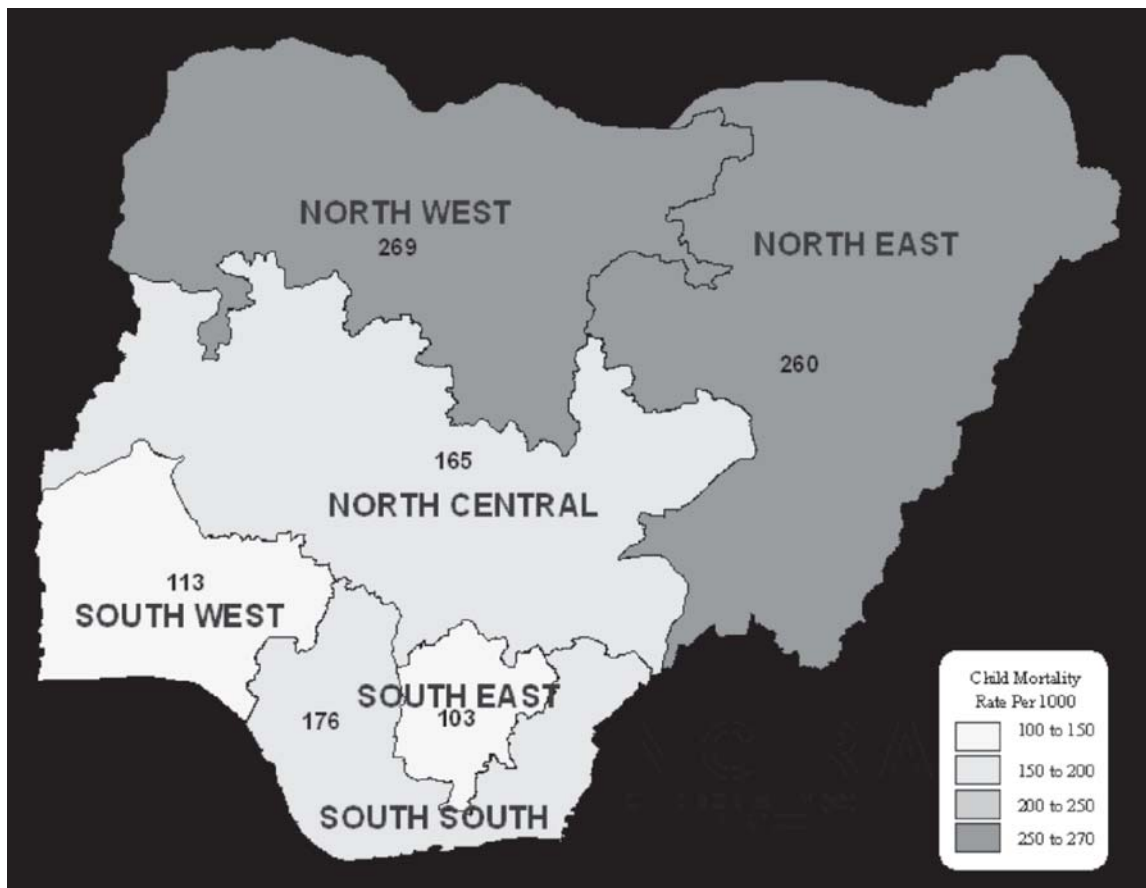 NORTH WEST
269
NORTH EAST
260
165
NORTH CENTRAL
113
SOUTH WEST
SOUTH EAST
176
103
SOUTH SOUTH
Child Mortality
Rate Per 1000
100 to 150
150 to 200
200 to 250
250 to 270